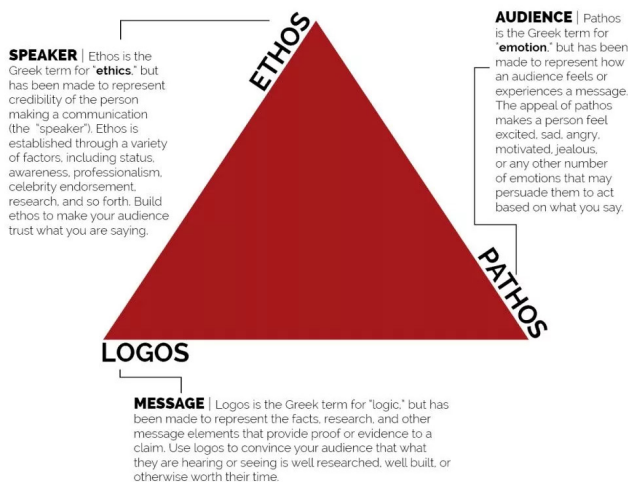 SPEAKER | Ethos is the
Greek term for "ethics," but
has been made to represent
credibility of the person
making a communication
(the "speaker"). Ethos is
established through a variety
of factors, including status,
awareness, professionalism,
celebrity endorsement,
research, and so forth. Build
ethos to make your audience
trust what you are saying.
ETHOS
AUDIENCE | Pathos
is the Greek term for
"emotion," but has been
made to represent how
an audience feels or
experiences a message.
The appeal of pathos
makes a person feel
excited, sad, angry,
motivated, jealous,
or any other number
of emotions that may
persuade them to act
based on what you say.
PATHOS
LOGOS
MESSAGE | Logos is the Greek term for "logic," but has
been made to represent the facts, research, and other
message elements that provide proof or evidence to a
claim. Use logos to convince your audience that what
they are hearing or seeing is well researched, well built, or
otherwise worth their time.